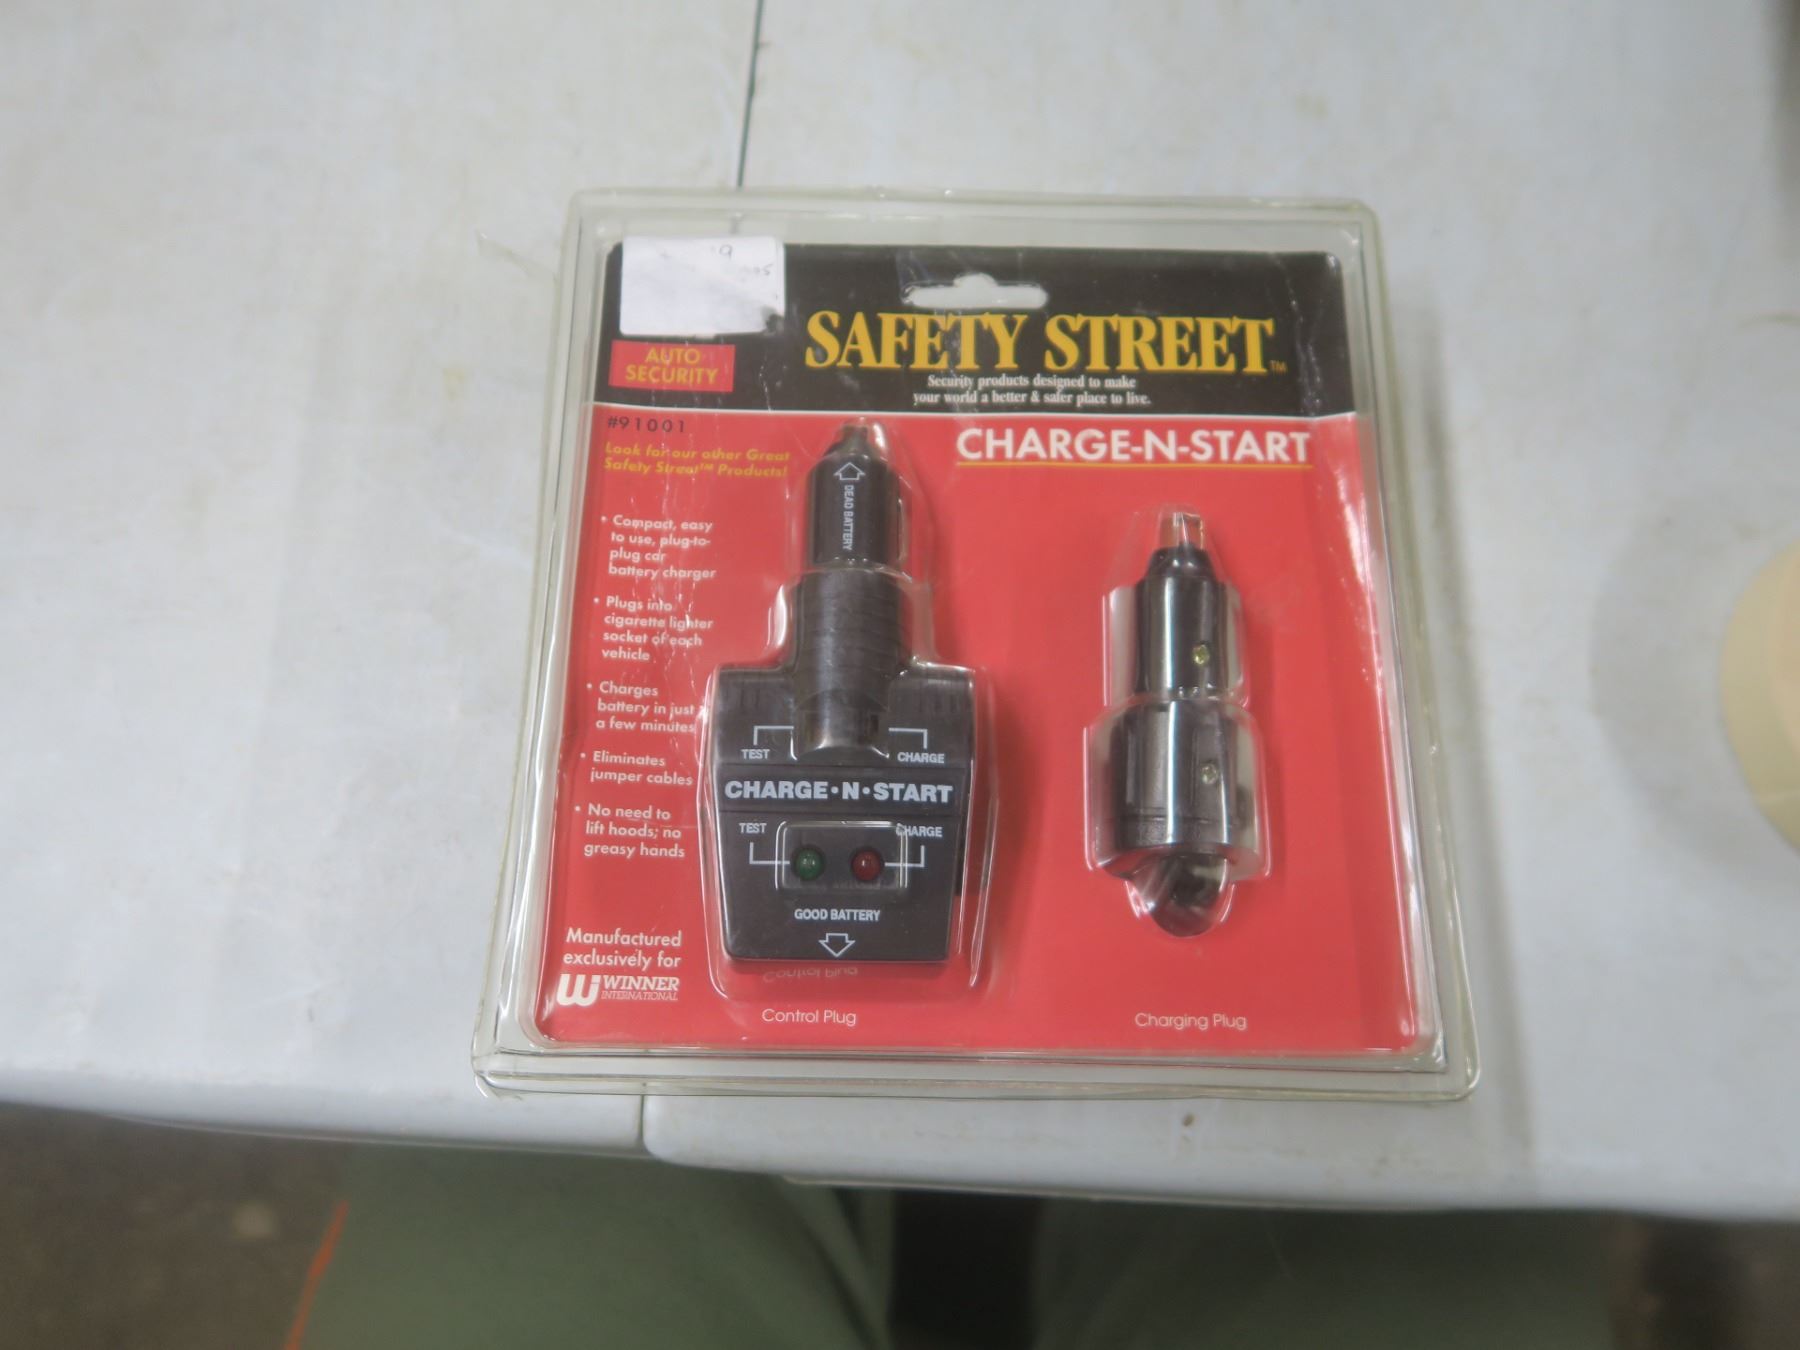 SAFETY STREET™
Security products designed to make
your world a better & safer place to live.
AUTO
SECURITY
#91001
Look for our other Great
Safety Street™ Products!
CHARGE-N-START
• Compact, easy
to use, plug-to-
plug car
battery charger
• Plugs into
cigarette lighter
socket of each
vehicle
• Charges
battery in just
a few minutes
• Eliminates
jumper cables
• No need to
lift hoods; no
greasy hands
Manufactured
exclusively for
WINNER
INTERNATIONAL
DEAD BATTERY
TEST CHARGE
CHARGE•N•START
TEST CHARGE
GOOD BATTERY
Control Plug
Charging Plug